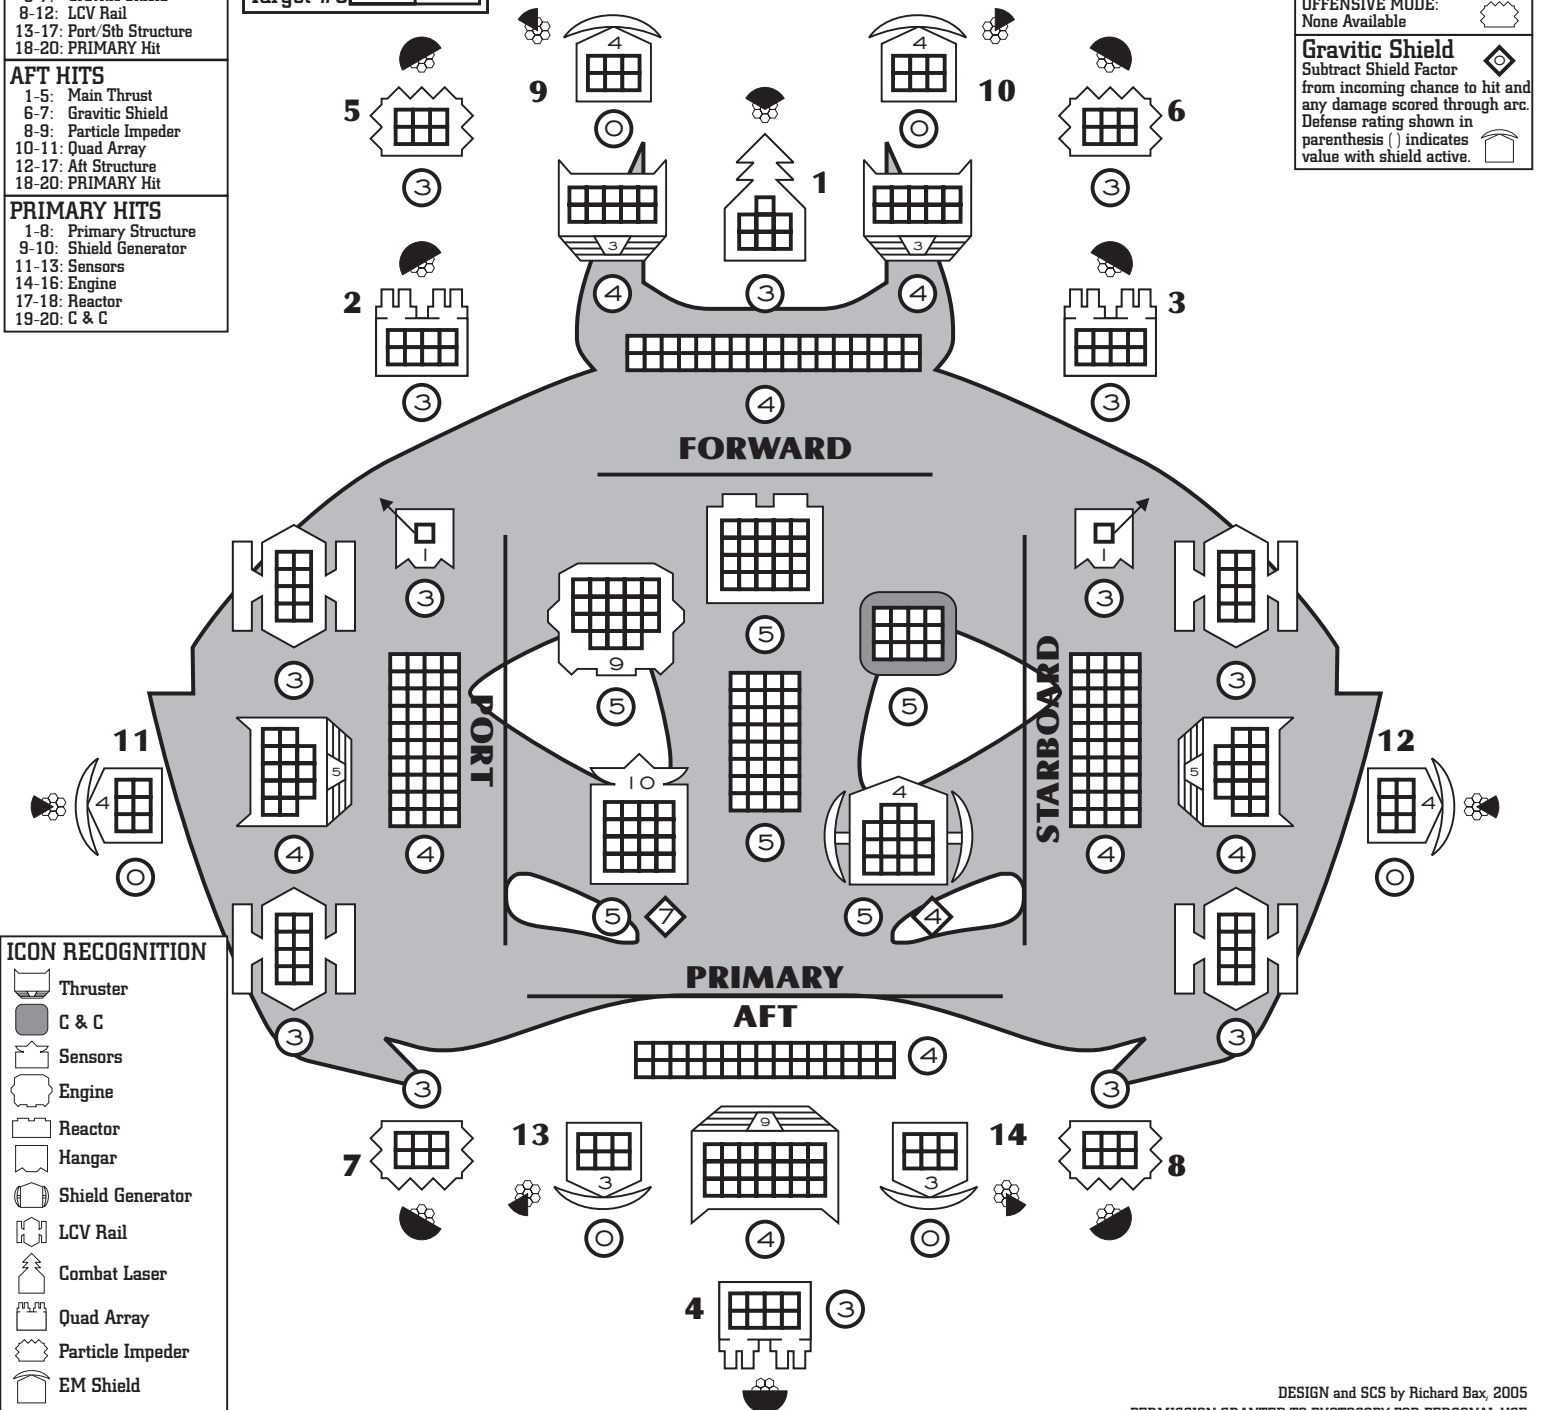 8-12: LCV Rail
13-17: Port/Stb Structure
18-20: PRIMARY Hit
AFT HITS
1-5: Main Thrust
6-7: Gravitic Shield
8-9: Particle Impeder
10-11: Quad Array
12-17: Aft Structure
18-20: PRIMARY Hit
PRIMARY HITS
1-8: Primary Structure
9-10: Shield Generator
11-13: Sensors
14-16: Engine
17-18: Reactor
19-20: C & C
OFFENSIVE MODE:
None Available
Gravitic Shield
0
Subtract Shield Factor
from incoming chance to hit and
any damage scored through arc.
Defense rating shown in
parenthesis ( ) indicates
value with shield active.
4
4
9
10
5
6
0
0
1
3
3
3
3
2
3
4
3
4
3
4
3
FORWARD
1
1
3
5
3
9
3
5
5
3
PORT
STARBOARD
11
12
5
5
4
10
4
4
4
4
5
4
4
0
0
5
7
5
4
PRIMARY
AFT
3
3
4
3
3
9
13
14
7
8
3
3
0
4
0
4
3
ICON RECOGNITION
Thruster
C & C
Sensors
Engine
Reactor
Hangar
Shield Generator
LCV Rail
Combat Laser
Quad Array
Particle Impeder
EM Shield
DESIGN and SCS by Richard Bax, 2005